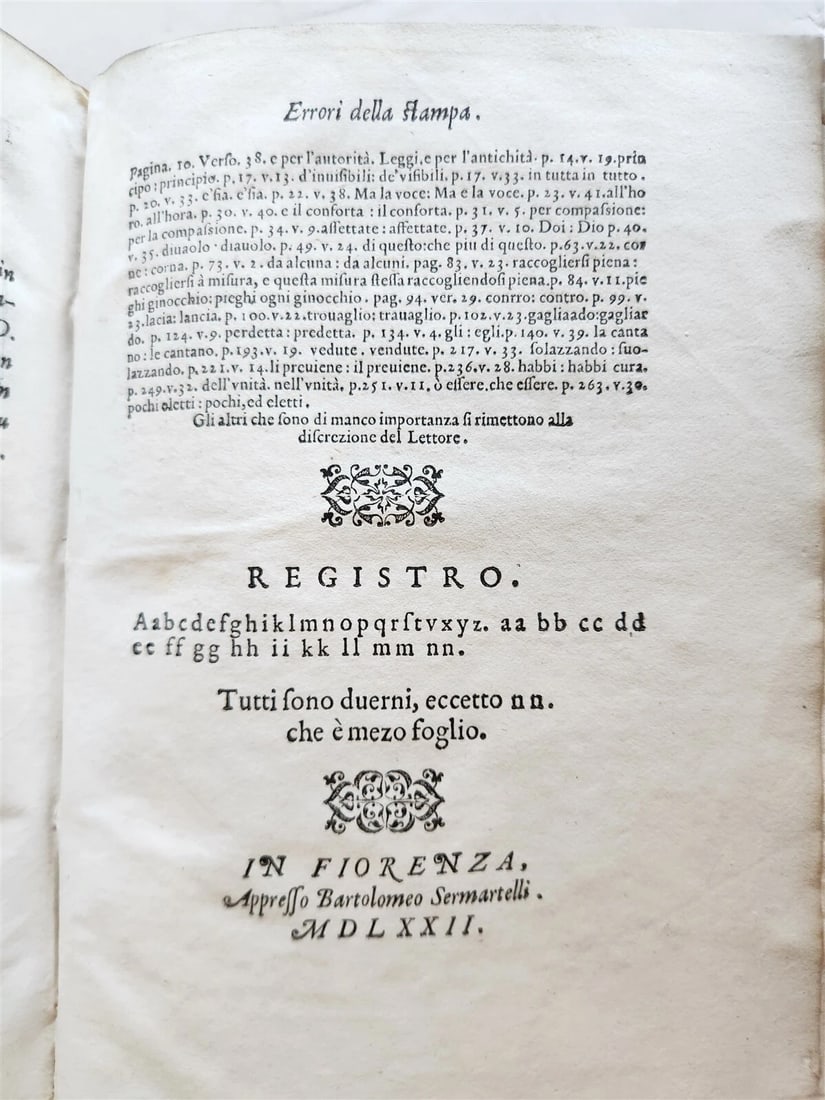 Errori della ſtampa.
Pagina. 10. Verſo. 38. e per l'autorità. Leggi, e per l'antichità. p. 14. v. 19. prin
cipo: principio. p. 17. v. 13. d'inuiſibili: de'viſibili. p. 17. v. 33. in tutta in tutto.
p. 20. v. 33. e'ſia. e'ſia. p. 22. v. 38. Ma la voce: Ma e la voce. p. 23. v. 41. all'ho
ro. all'hora. p. 30. v. 40. e il conforta : il conforta. p. 31. v. 5. per compaſsione:
per la compaſsione. p. 34. v. 9. aſſettate: aſſettate. p. 37. v. 10. Doi : Dio p. 40.
v. 35. diuaolo · diauolo. p. 49. v. 24. di queſto: che piu di queſto. p. 63. v. 22. cor
ne: corna. p. 73. v. 2. da alcuna : da alcuni. pag. 83. v. 23. raccoglierſi piena :
raccoglierſi à miſura, e queſta miſura ſteſſa raccogliendoſi piena. p. 84. v. 11. pie
ghi ginocchio: pieghi ogni ginocchio. pag. 94. ver. 29. conrro: contro. p. 99. v.
23. lacia: lancia. p. 100. v. 22. trouaglio: trauaglio. p. 102. v. 23. gagliaado: gagliar
do. p. 124. v. 9. perdetta: predetta. p. 134. v. 4. gli : egli. p. 140. v. 39. la canta
no : le cantano. p. 193. v. 19. vedute. vendute. p. 217. v. 33. ſolazzando : ſuo-
lazzando. p. 221. v. 14. li preuiene : il preuiene. p. 236. v. 28. habbi : habbi cura.
p. 249. v. 32. dell'vnità. nell'vnità. p. 251. v. 11. ò eſſere. che eſſere. p. 263. v. 30.
pochi eletti : pochi, ed eletti.
Gli altri che ſono di manco importanza ſi rimettono alla
diſcrezione del Lettore.
REGISTRO.
Aabcdefghiklmnopqrſtvxyz. aa bb cc dd
ee ff gg hh ii kk ll mm nn.
Tutti ſono duerni, eccetto nn.
che è mezo foglio.
IN FIORENZA,
Appreſſo Bartolomeo Sermartelli.
MDLXXII.